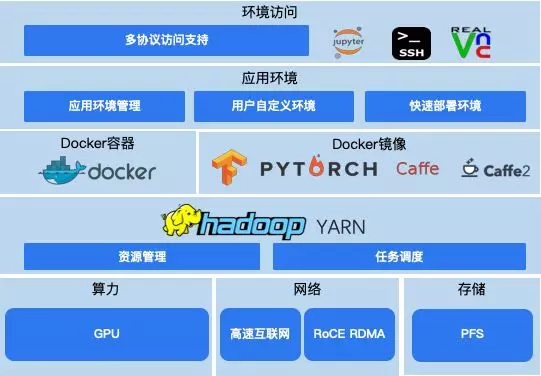 环境访问
多协议访问支持
jupyter
>_
SSH
REAL
VNC
应用环境
应用环境管理
用户自定义环境
快速部署环境
Docker容器
docker
Docker镜像
PYTORCH
Caffe
Caffe2
hadoop YARN
资源管理
任务调度
算力
GPU
网络
高速互联网
RoCE RDMA
存储
PFS